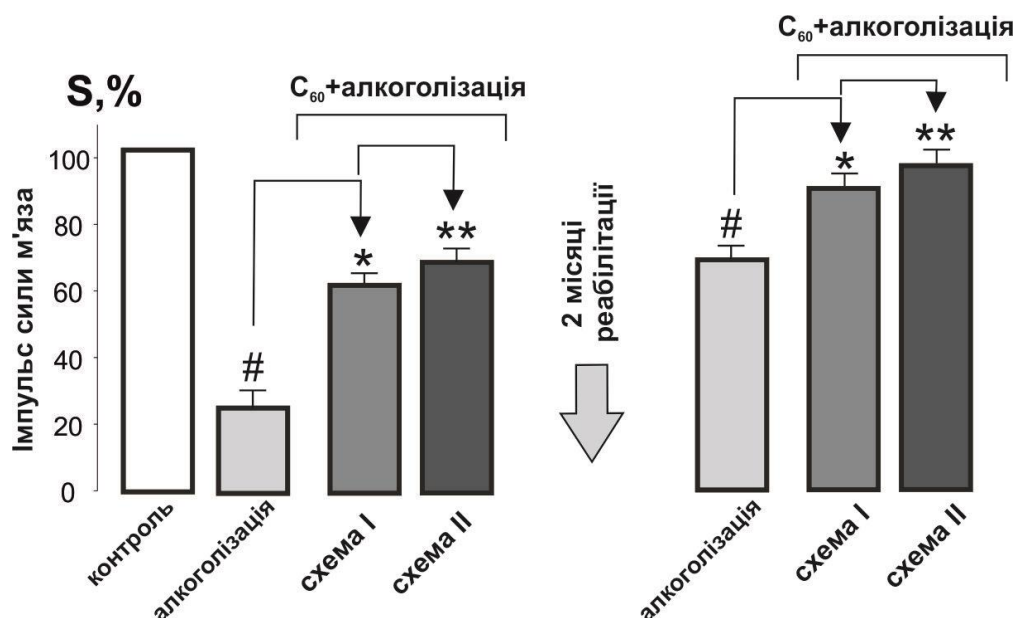 S,%
Імпульс сили м'яза
100
80
60
40
20
0
C₆₀+алкоголізація
#
*
**
контроль
алкоголізація
схема I
схема II
2 місяці
реабілітації
C₆₀+алкоголізація
#
*
**
алкоголізація
схема I
схема II